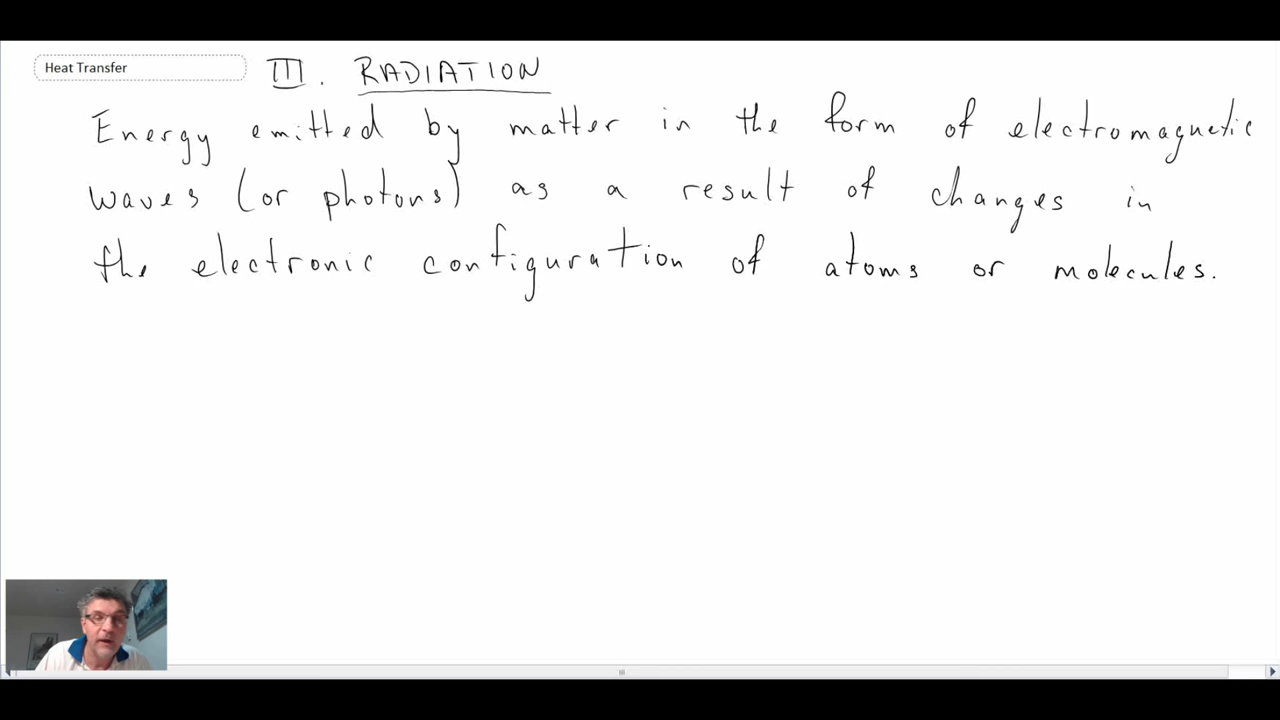 Heat Transfer
III. RADIATION
Energy emitted by matter in the form of electromagnetic
waves (or photons) as a result of changes in
the electronic configuration of atoms or molecules.